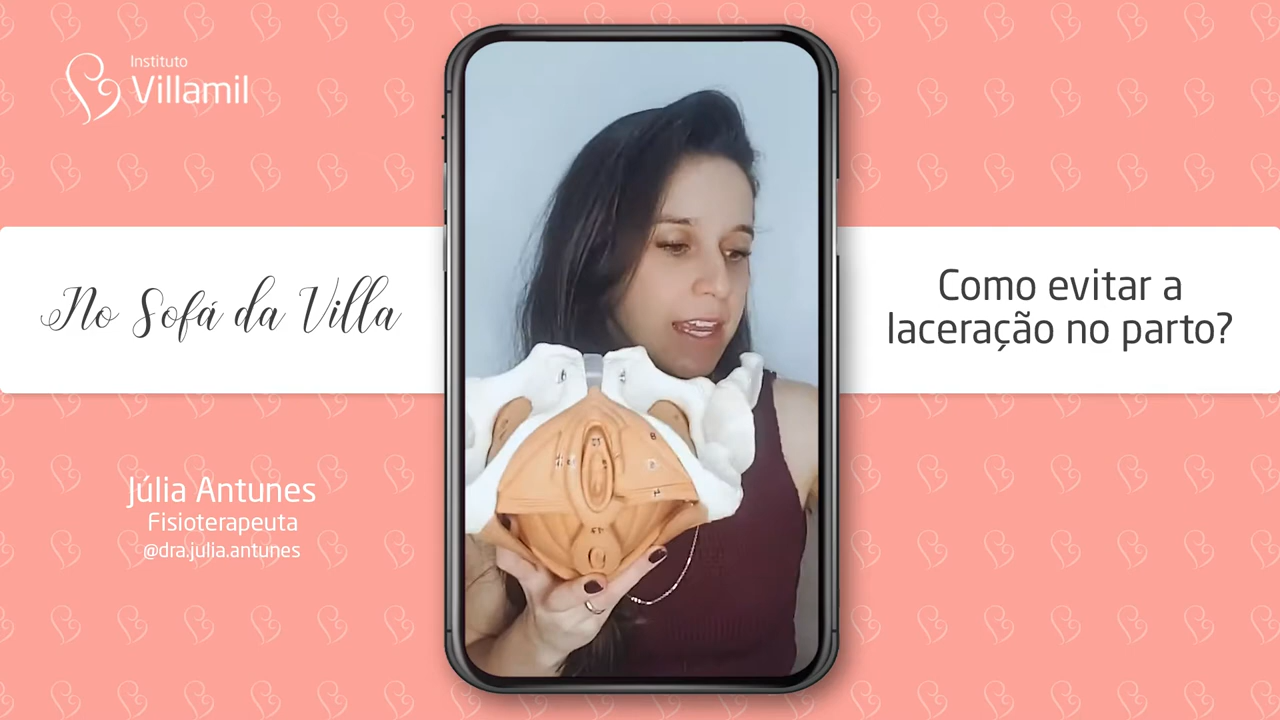 Instituto
Villamil
No Sofá da Villa
Como evitar a
laceração no parto?
Júlia Antunes
Fisioterapeuta
@dra.julia.antunes